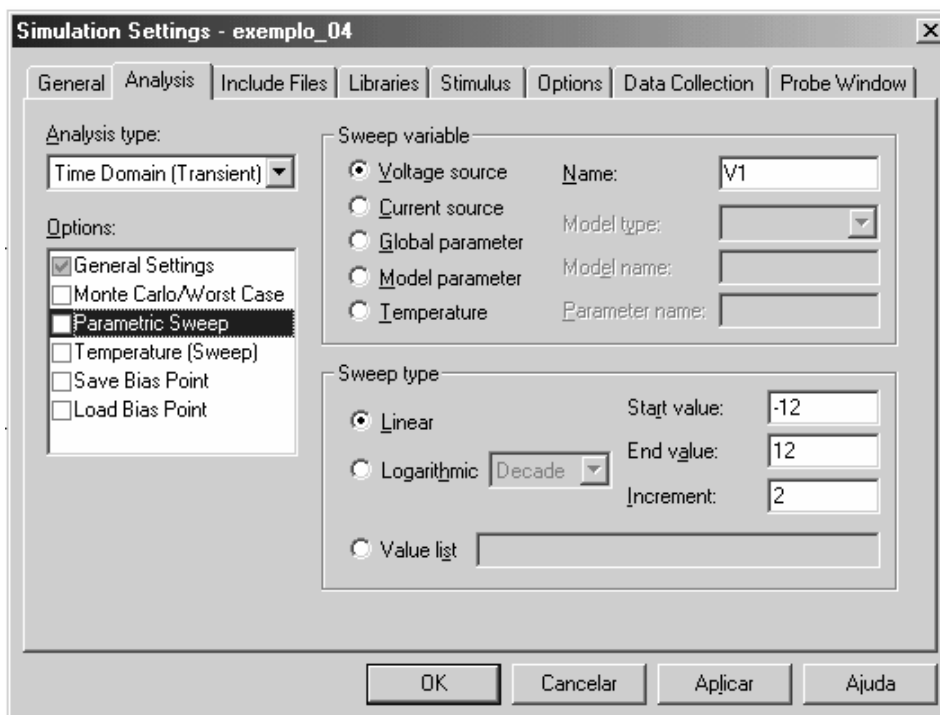 Simulation Settings - exemplo_04
General Analysis Include Files Libraries Stimulus Options Data Collection Probe Window
Analysis type:
Time Domain (Transient)
Options:
General Settings
Monte Carlo/Worst Case
Parametric Sweep
Temperature (Sweep)
Save Bias Point
Load Bias Point
Sweep variable
Voltage source
Current source
Global parameter
Model parameter
Temperature
Name: V1
Model type:
Model name:
Parameter name:
Sweep type
Linear
Logarithmic Decade
Value list
Start value: -12
End value: 12
Increment: 2
OK Cancelar Aplicar Ajuda